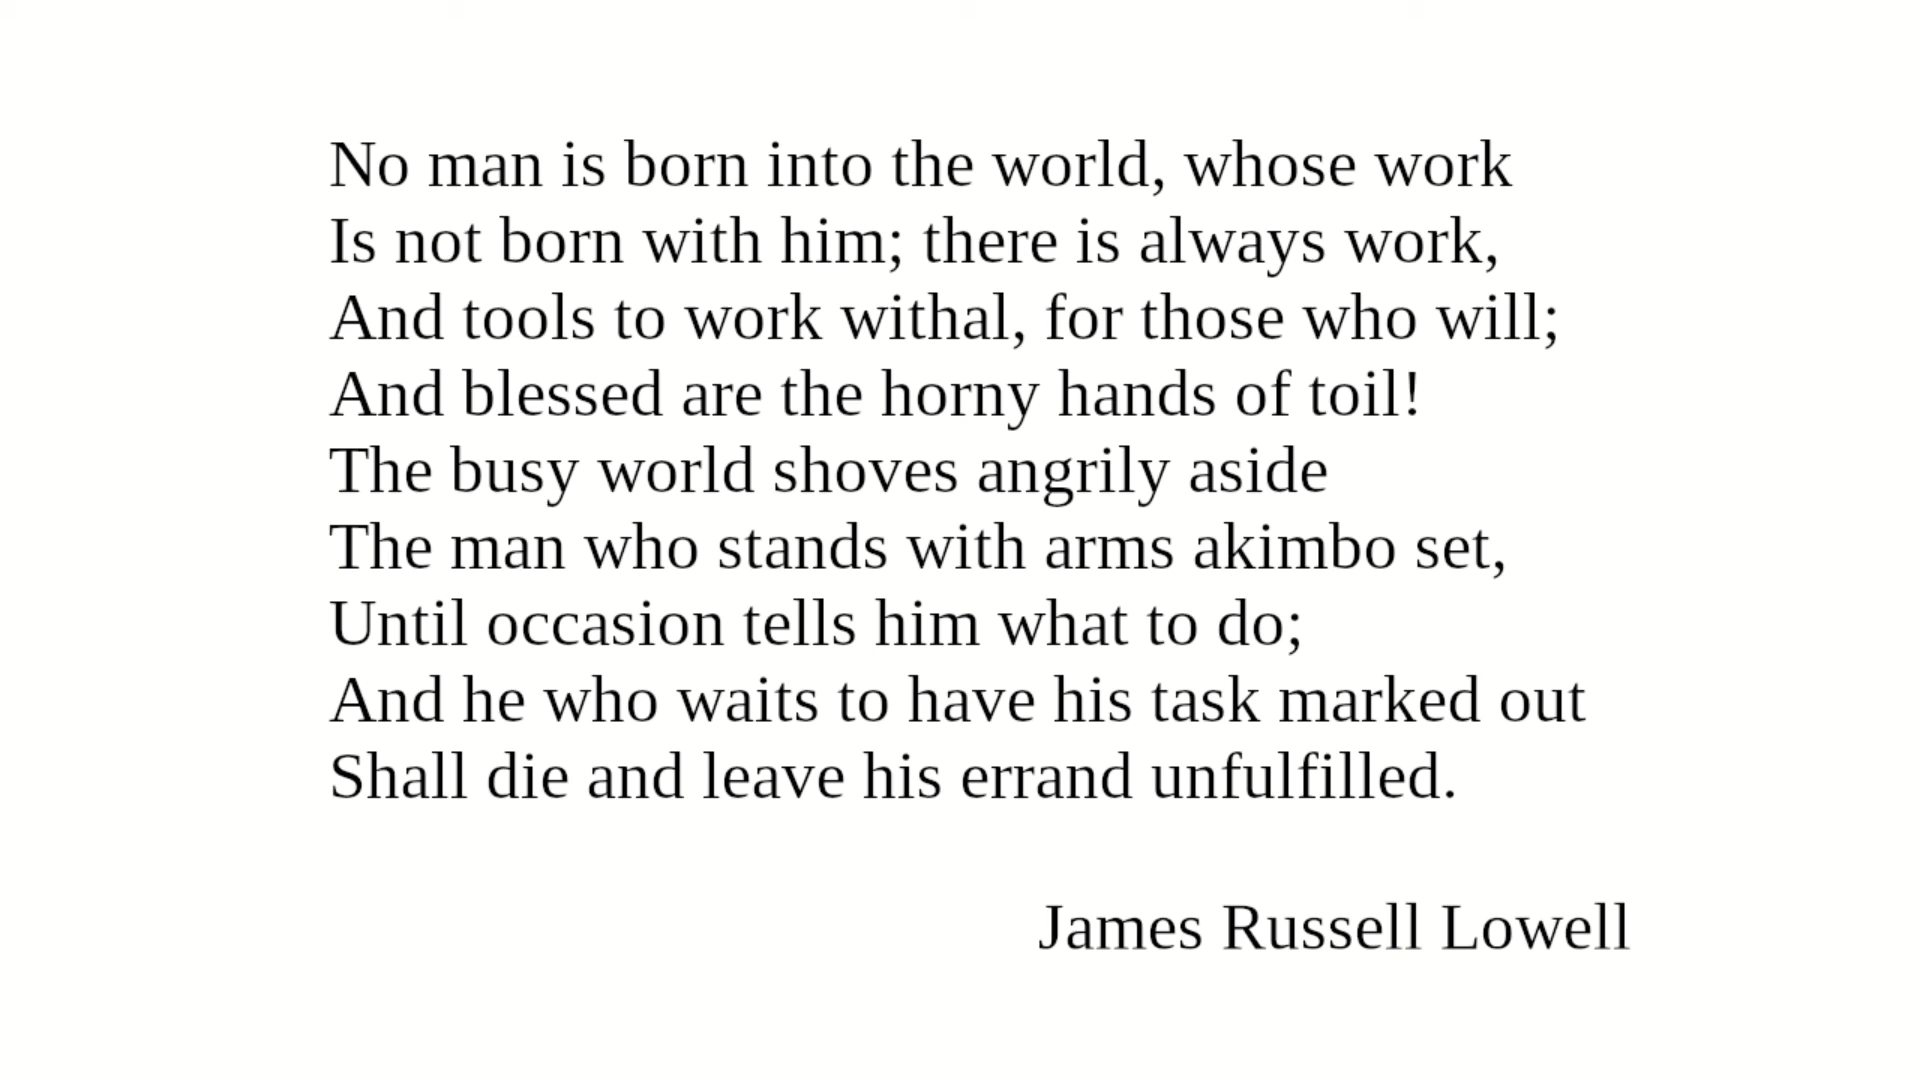 No man is born into the world, whose work
Is not born with him; there is always work,
And tools to work withal, for those who will;
And blessed are the horny hands of toil!
The busy world shoves angrily aside
The man who stands with arms akimbo set,
Until occasion tells him what to do;
And he who waits to have his task marked out
Shall die and leave his errand unfulfilled.
James Russell Lowell